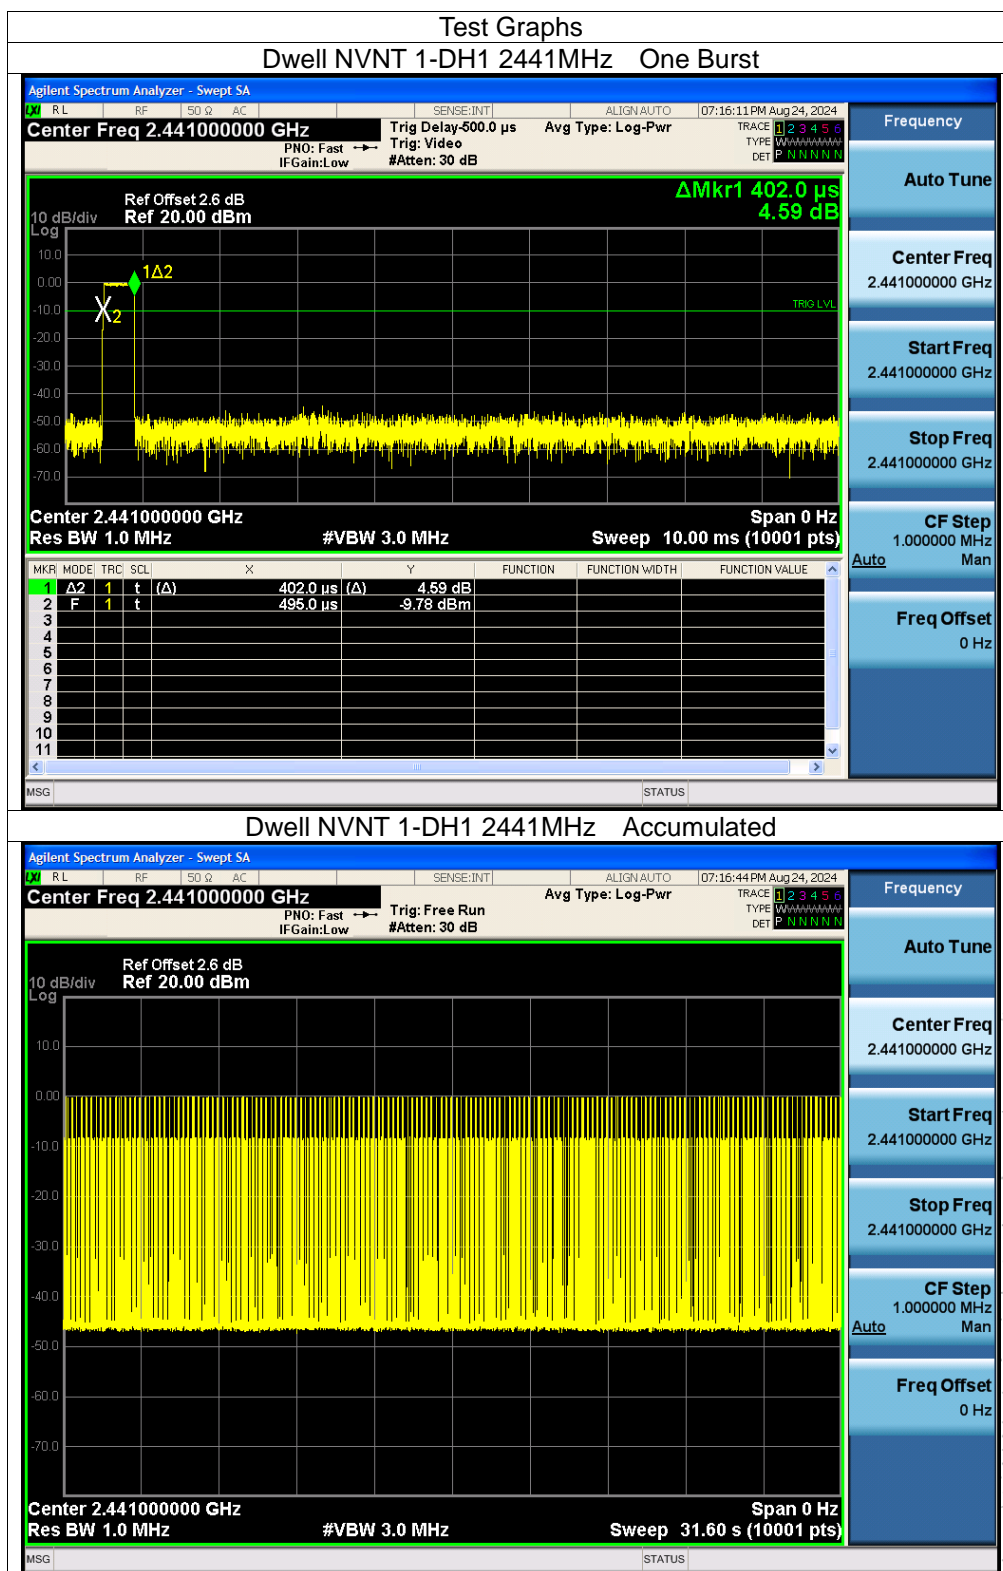 Test Graphs
Dwell NVNT 1-DH1 2441MHz One Burst
Agilent Spectrum Analyzer - Swept SA
LXI RL RF 50 Ω AC SENSE:INT ALIGNAUTO 07:16:11 PM Aug 24, 2024
Center Freq 2.441000000 GHz
PNO: Fast
IFGain:Low
Trig Delay-500.0 µs
Trig: Video
#Atten: 30 dB
Avg Type: Log-Pwr
TRACE 1 2 3 4 5 6
TYPE W
DET P N N N N N
ΔMkr1 402.0 µs
4.59 dB
Ref Offset 2.6 dB
10 dB/div Ref 20.00 dBm
Log
10.0
0.00
-10.0
-20.0
-30.0
-40.0
-50.0
-60.0
-70.0
1Δ2
X2
TRIG LVL
Center 2.441000000 GHz Span 0 Hz
Res BW 1.0 MHz #VBW 3.0 MHz Sweep 10.00 ms (10001 pts)
MKR MODE TRC SCL X Y FUNCTION FUNCTION WIDTH FUNCTION VALUE
1 Δ2 1 t (Δ) 402.0 µs (Δ) 4.59 dB
2 F 1 t 495.0 µs -9.78 dBm
3
4
5
6
7
8
9
10
11
MSG STATUS
Frequency
Auto Tune
Center Freq
2.441000000 GHz
Start Freq
2.441000000 GHz
Stop Freq
2.441000000 GHz
CF Step
1.000000 MHz
Auto Man
Freq Offset
0 Hz
Dwell NVNT 1-DH1 2441MHz Accumulated
Agilent Spectrum Analyzer - Swept SA
LXI RL RF 50 Ω AC SENSE:INT ALIGNAUTO 07:16:44 PM Aug 24, 2024
Center Freq 2.441000000 GHz
PNO: Fast
IFGain:Low
Trig: Free Run
#Atten: 30 dB
Avg Type: Log-Pwr
TRACE 1 2 3 4 5 6
TYPE W
DET P N N N N N
Ref Offset 2.6 dB
10 dB/div Ref 20.00 dBm
Log
10.0
0.00
-10.0
-20.0
-30.0
-40.0
-50.0
-60.0
-70.0
Center 2.441000000 GHz Span 0 Hz
Res BW 1.0 MHz #VBW 3.0 MHz Sweep 31.60 s (10001 pts)
MSG STATUS
Frequency
Auto Tune
Center Freq
2.441000000 GHz
Start Freq
2.441000000 GHz
Stop Freq
2.441000000 GHz
CF Step
1.000000 MHz
Auto Man
Freq Offset
0 Hz